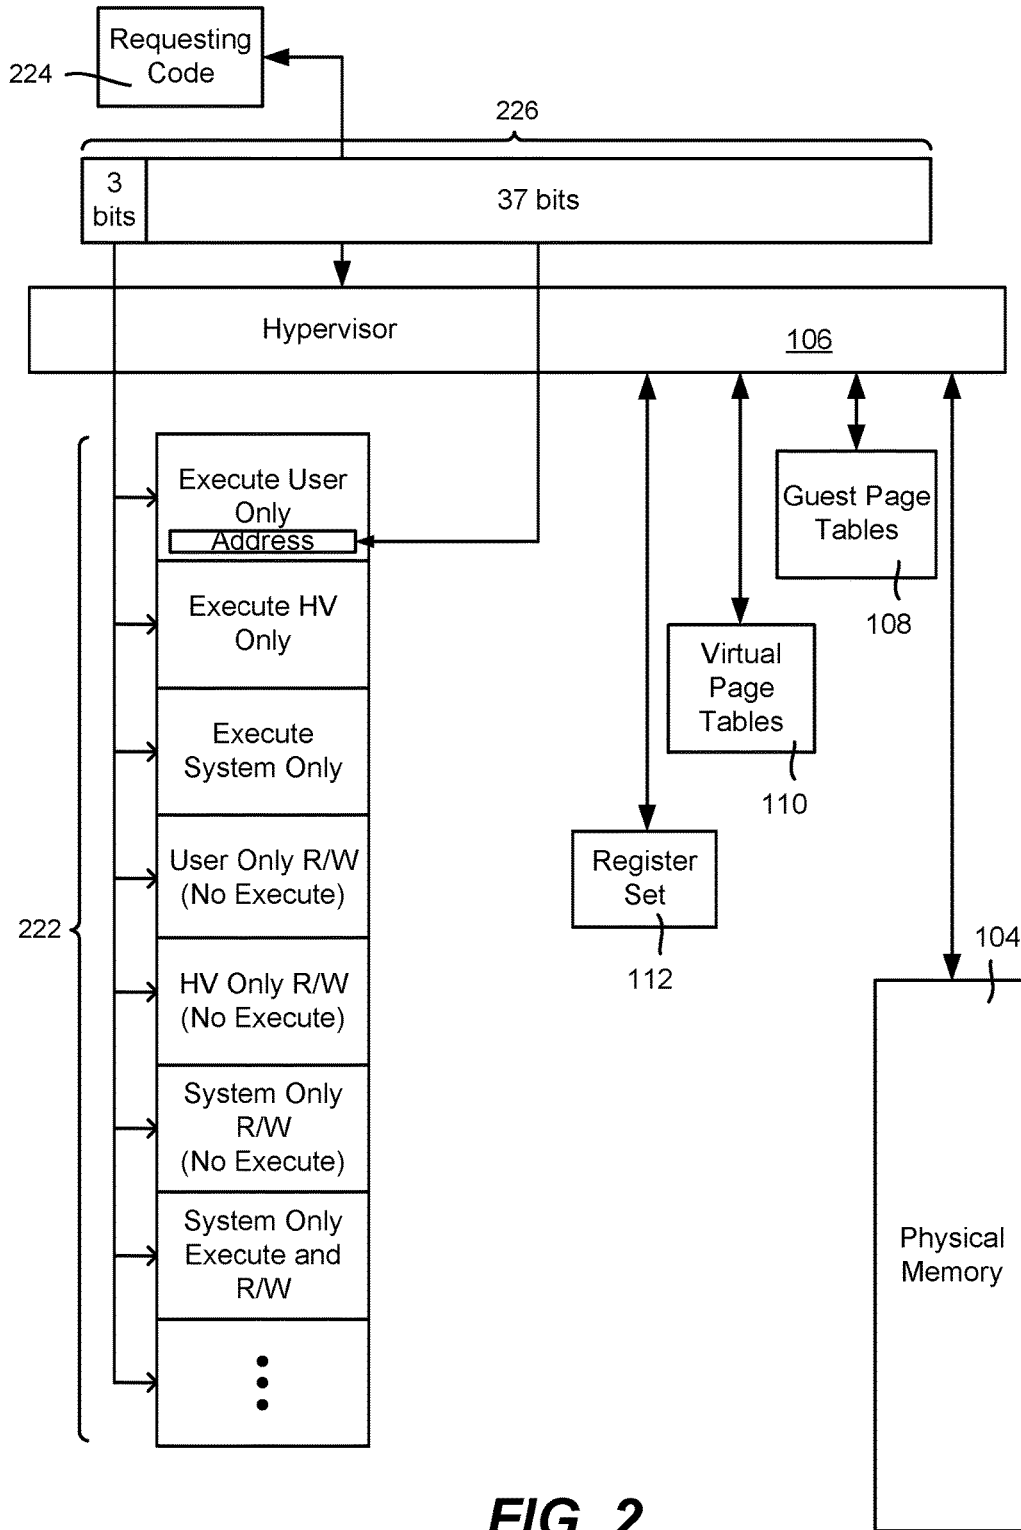 Requesting
Code
224
226
3
bits
37 bits
Hypervisor
106
Execute User
Only
Address
Execute HV
Only
Execute
System Only
User Only R/W
(No Execute)
HV Only R/W
(No Execute)
System Only
R/W
(No Execute)
System Only
Execute and
R/W
222
Guest Page
Tables
108
Virtual
Page
Tables
110
Register
Set
112
104
Physical
Memory
FIG. 2